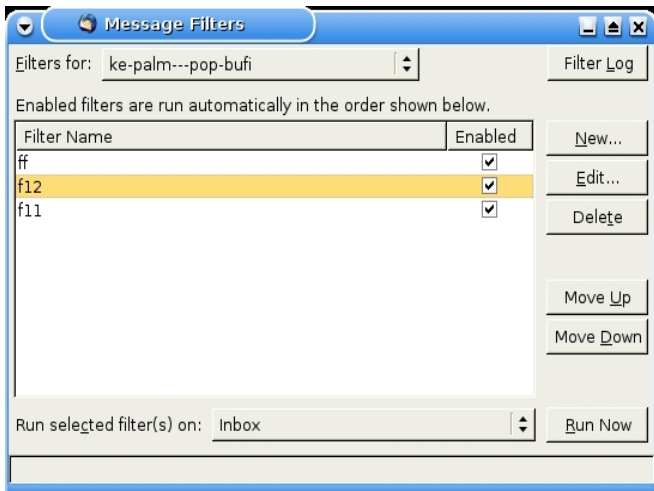 Message Filters
Filters for: ke-palm---pop-bufi Filter Log
Enabled filters are run automatically in the order shown below.
Filter Name Enabled New...
ff
f12 Edit...
f11 Delete
Move Up
Move Down
Run selected filter(s) on: Inbox Run Now